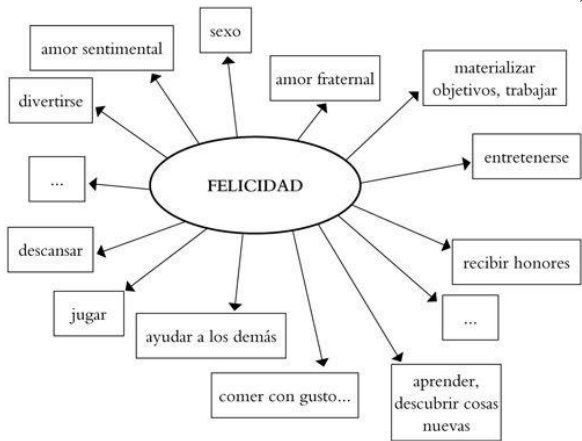 sexo
amor sentimental
amor fraternal
materializar
objetivos, trabajar
divertirse
entretenerse
...
FELICIDAD
descansar
recibir honores
jugar
...
ayudar a los demás
comer con gusto...
aprender,
descubrir cosas
nuevas